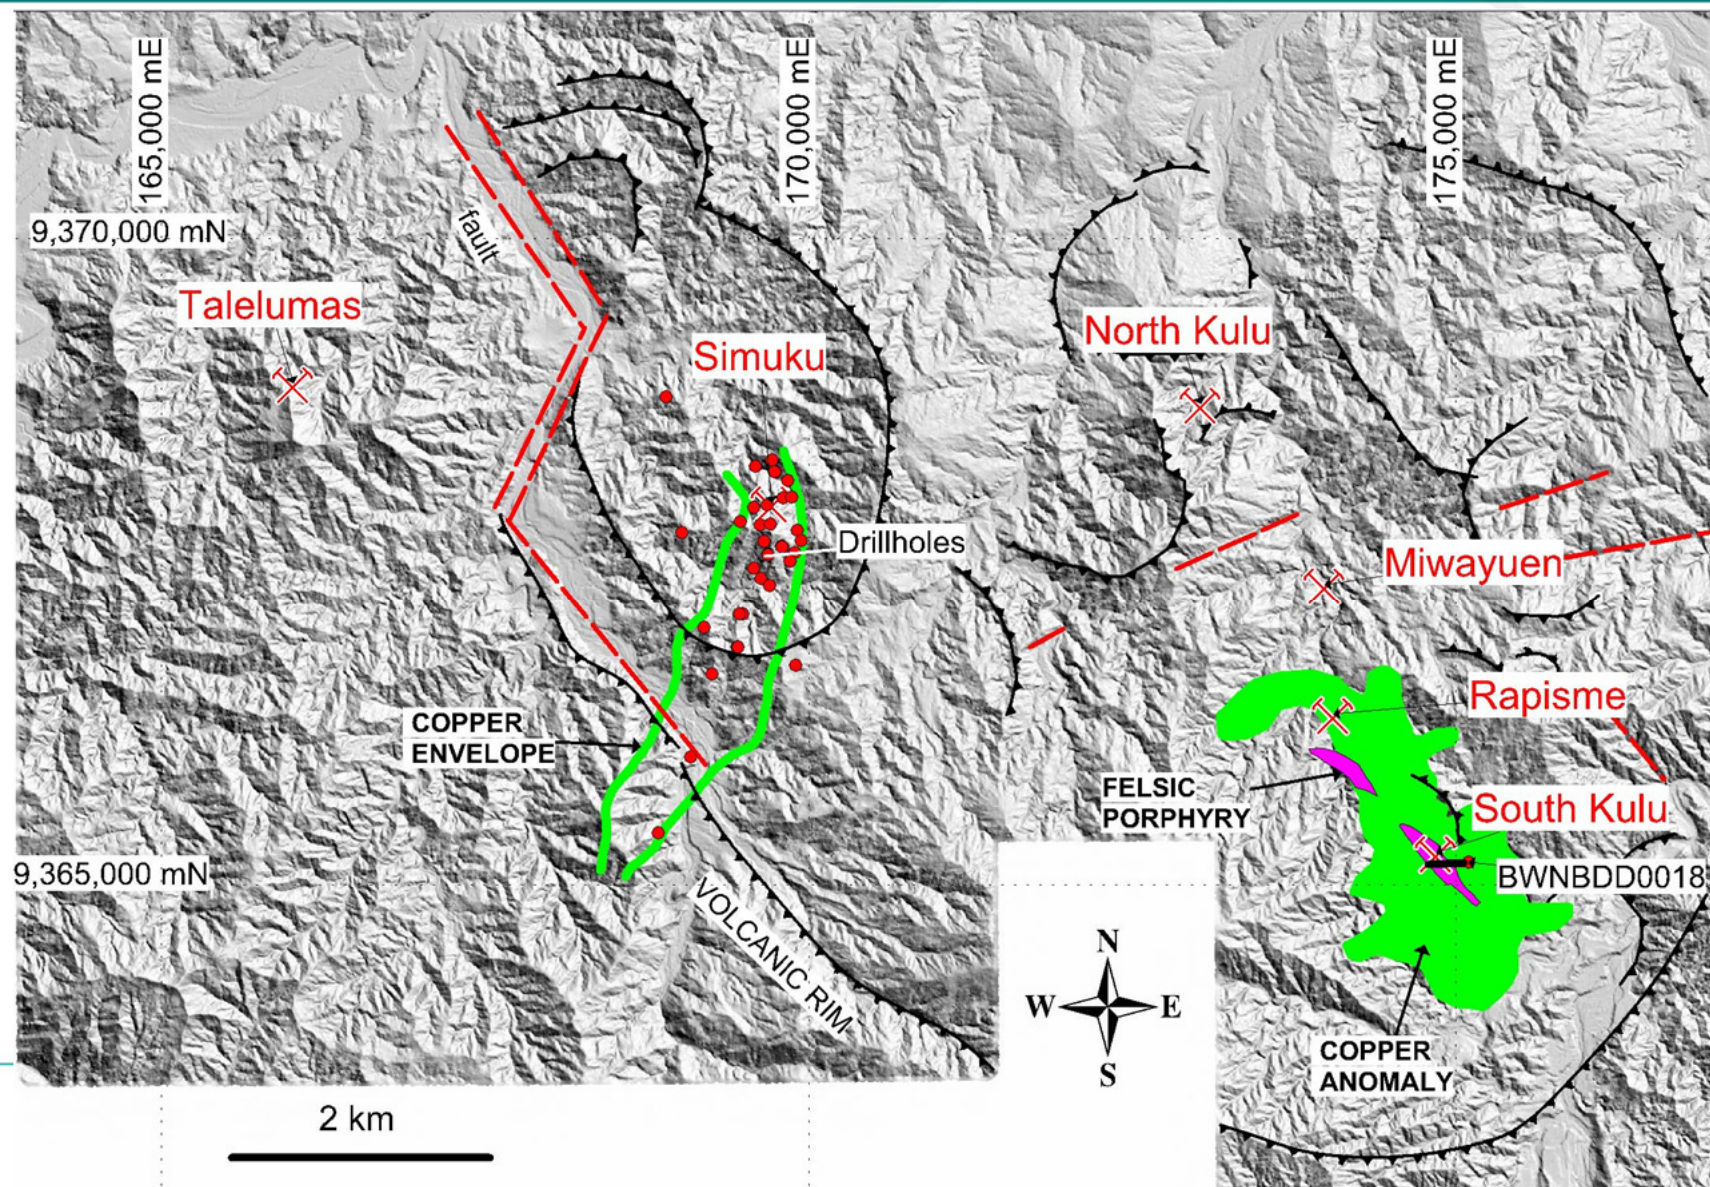 165,000 mE
170,000 mE
175,000 mE
9,370,000 mN
fault
Talelumas
Simuku
North Kulu
Drillholes
Miwayuen
Rapisme
COPPER
ENVELOPE
FELSIC
PORPHYRY
South Kulu
9,365,000 mN
BWNBDD0018
VOLCANIC RIM
N
W
E
S
COPPER
ANOMALY
2 km